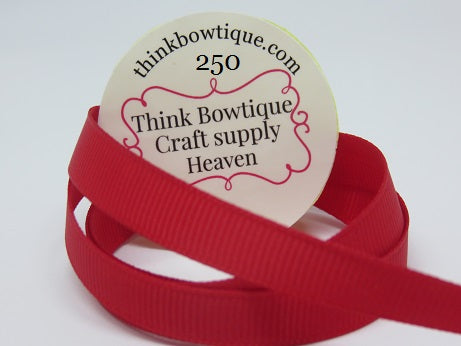 thinkbowtique.com
250
Think Bowtique
Craft supply
Heaven